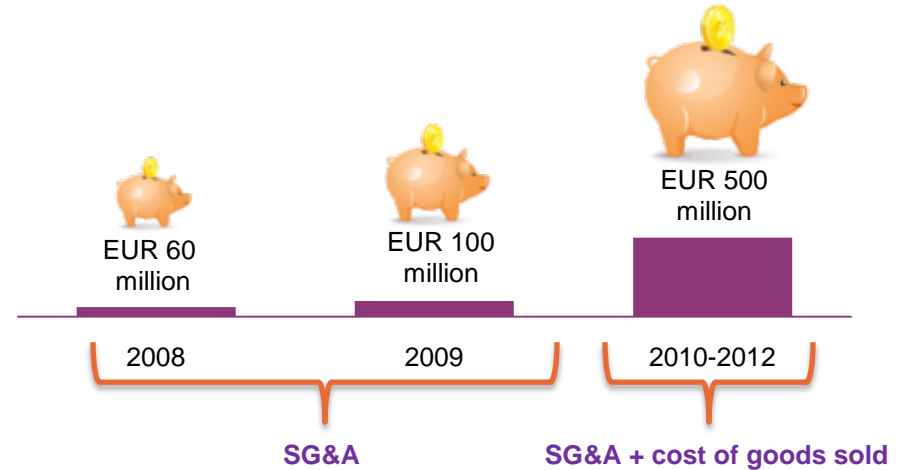 EUR 60
million
EUR 100
million
EUR 500
million
2008
2009
2010-2012
SG&A
SG&A + cost of goods sold